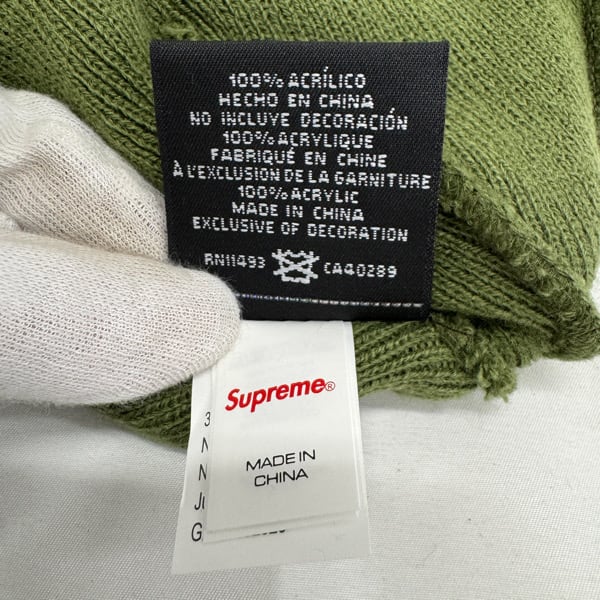 100% ACRÍLICO
HECHO EN CHINA
NO INCLUYE DECORACIÓN
100% ACRYLIQUE
FABRIQUÉ EN CHINE
À L'EXCLUSION DE LA GARNITURE
100% ACRYLIC
MADE IN CHINA
EXCLUSIVE OF DECORATION
RN11493 CA40289
Supreme®
MADE IN
CHINA